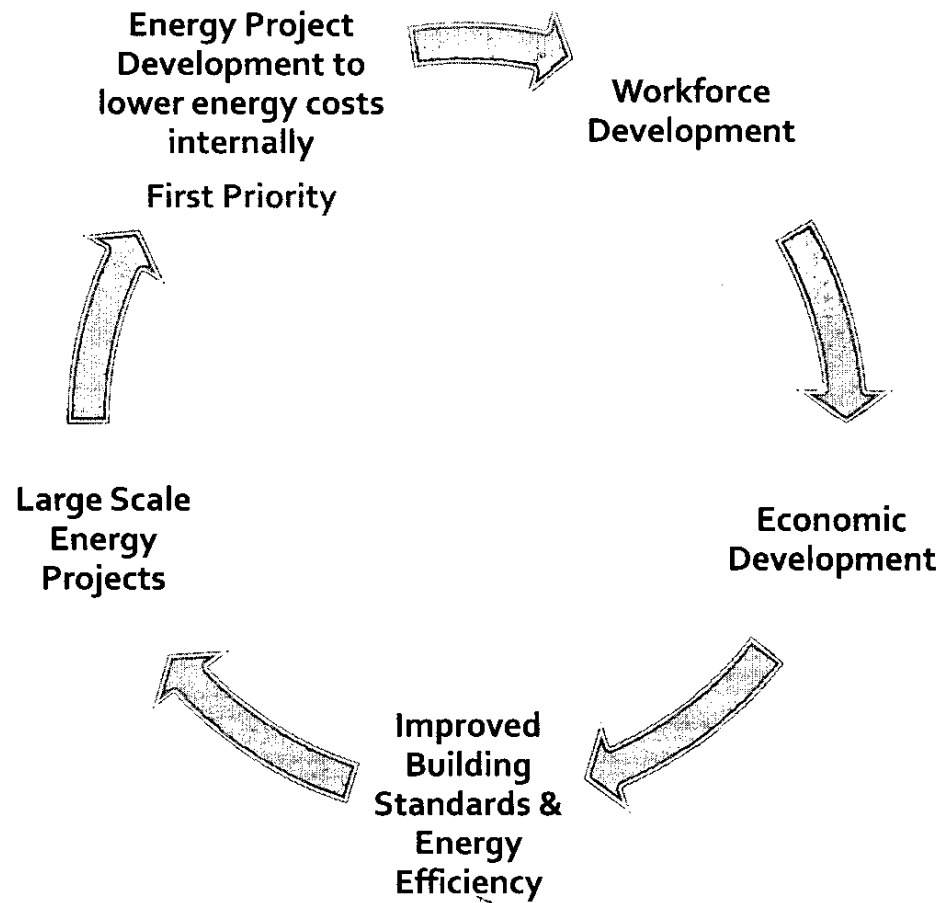 Energy Project
Development to
lower energy costs
internally
First Priority
Workforce
Development
Economic
Development
Improved
Building
Standards &
Energy
Efficiency
Large Scale
Energy
Projects